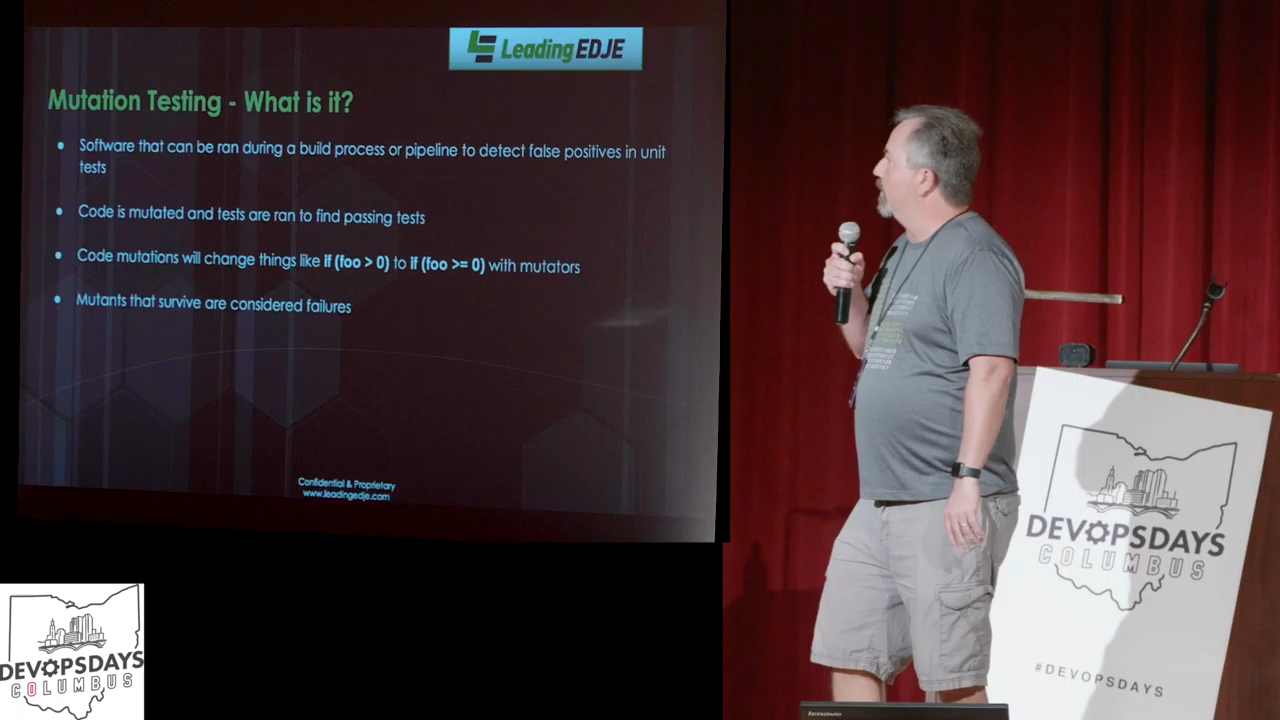 LeadingEDJE
Mutation Testing - What is it?
Software that can be ran during a build process or pipeline to detect false positives in unit
tests
Code is mutated and tests are ran to find passing tests
Code mutations will change things like if (foo > 0) to if (foo >= 0) with mutators
Mutants that survive are considered failures
Confidential & Proprietary
www.leadingedje.com
DEVOPSDAYS
COLUMBUS
#DEVOPSDAYS
DEVOPSDAYS
COLUMBUS
lenovo